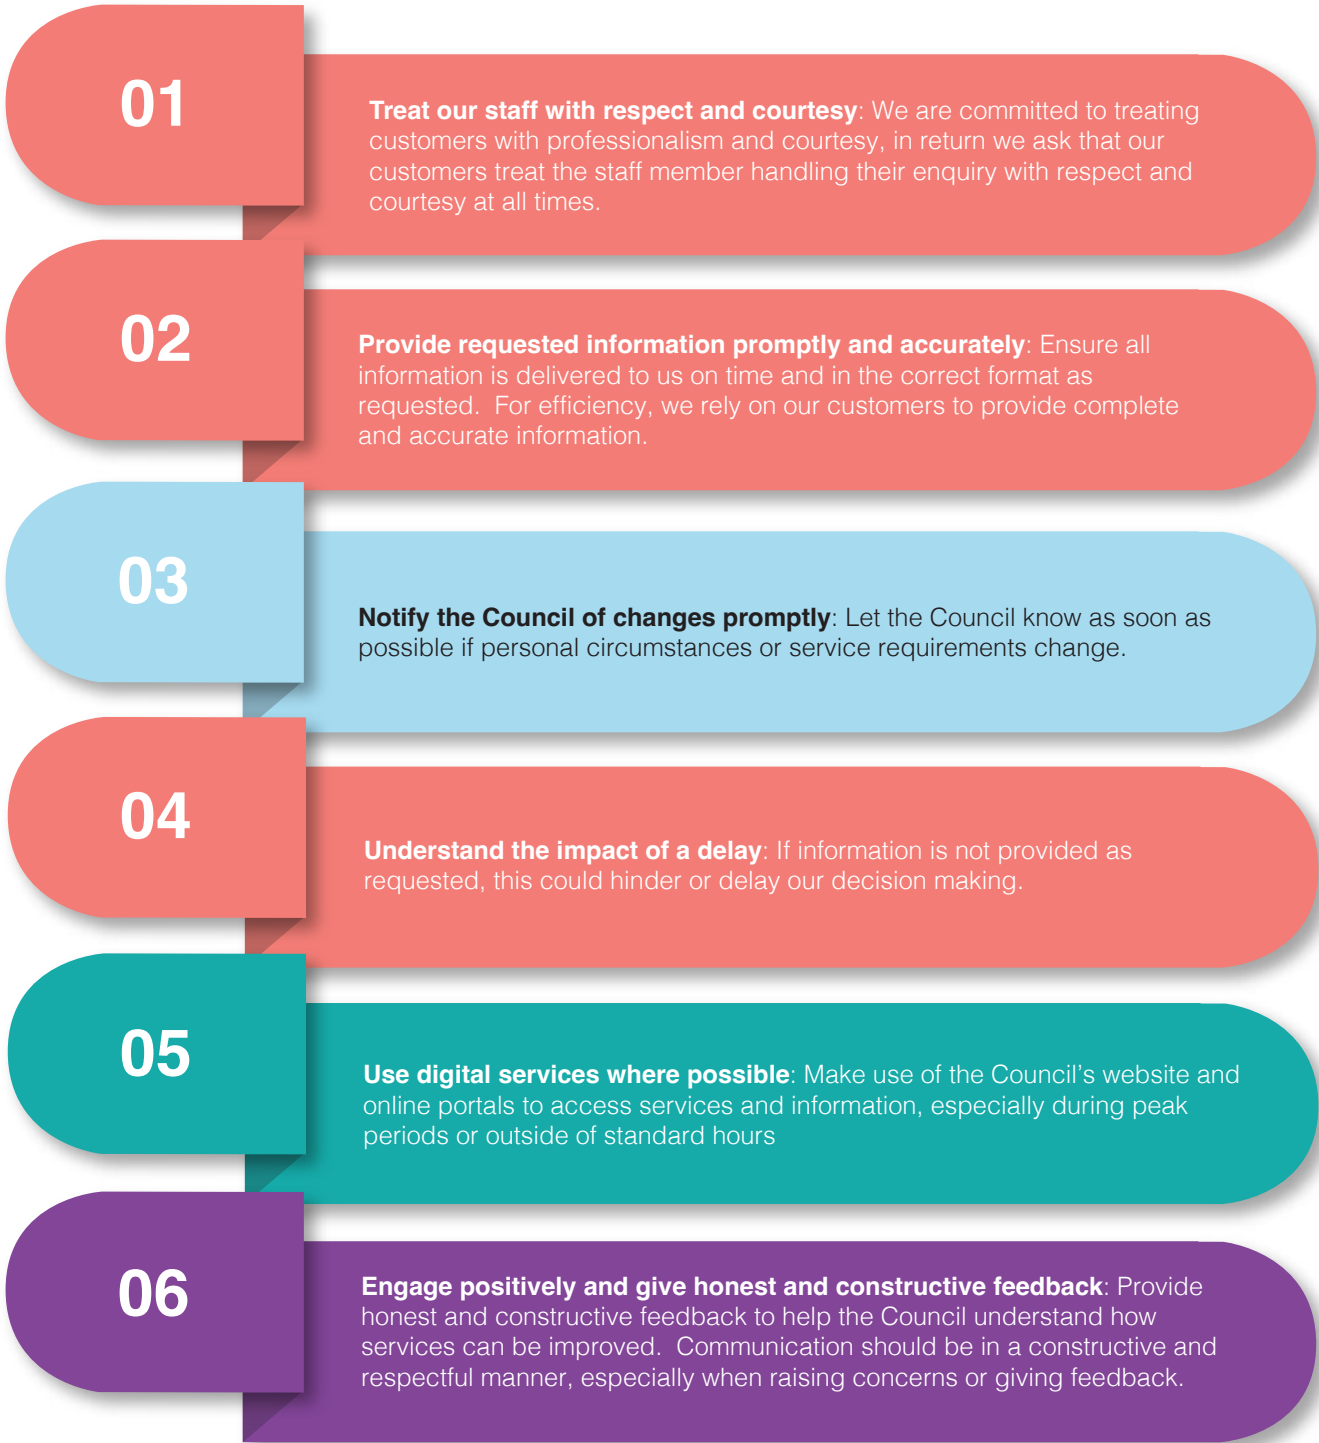 01
Treat our staff with respect and courtesy: We are committed to treating
customers with professionalism and courtesy, in return we ask that our
customers treat the staff member handling their enquiry with respect and
courtesy at all times.
02
Provide requested information promptly and accurately: Ensure all
information is delivered to us on time and in the correct format as
requested.  For efficiency, we rely on our customers to provide complete
and accurate information.
03
Notify the Council of changes promptly: Let the Council know as soon as
possible if personal circumstances or service requirements change.
04
Understand the impact of a delay: If information is not provided as
requested, this could hinder or delay our decision making.
05
Use digital services where possible: Make use of the Council’s website and
online portals to access services and information, especially during peak
periods or outside of standard hours
06
Engage positively and give honest and constructive feedback: Provide
honest and constructive feedback to help the Council understand how
services can be improved.  Communication should be in a constructive and
respectful manner, especially when raising concerns or giving feedback.